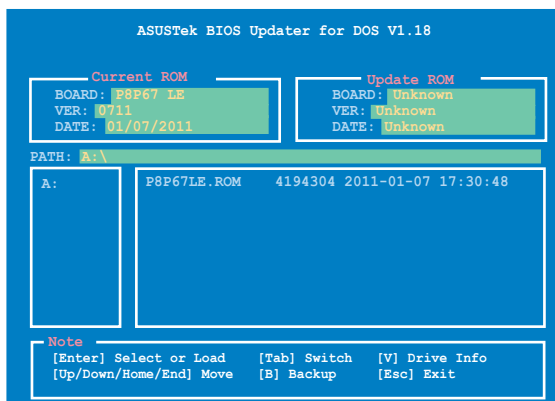 ASUSTek BIOS Updater for DOS V1.18
Current ROM
BOARD: P8P67 LE
VER: 0711
DATE: 01/07/2011
Update ROM
BOARD: Unknown
VER: Unknown
DATE: Unknown
PATH: A:\
A:
P8P67LE.ROM 4194304 2011-01-07 17:30:48
Note
[Enter] Select or Load [Tab] Switch [V] Drive Info
[Up/Down/Home/End] Move [B] Backup [Esc] Exit